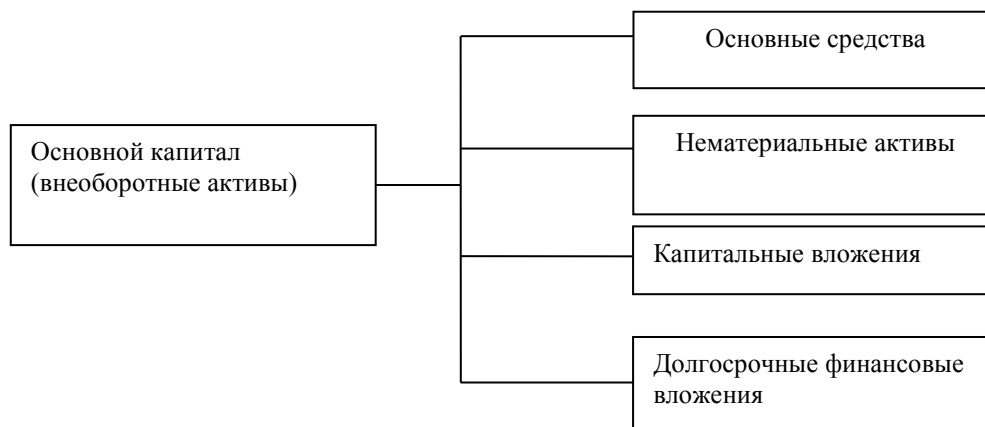 Основной капитал
(внеоборотные активы)
Основные средства
Нематериальные активы
Капитальные вложения
Долгосрочные финансовые
вложения